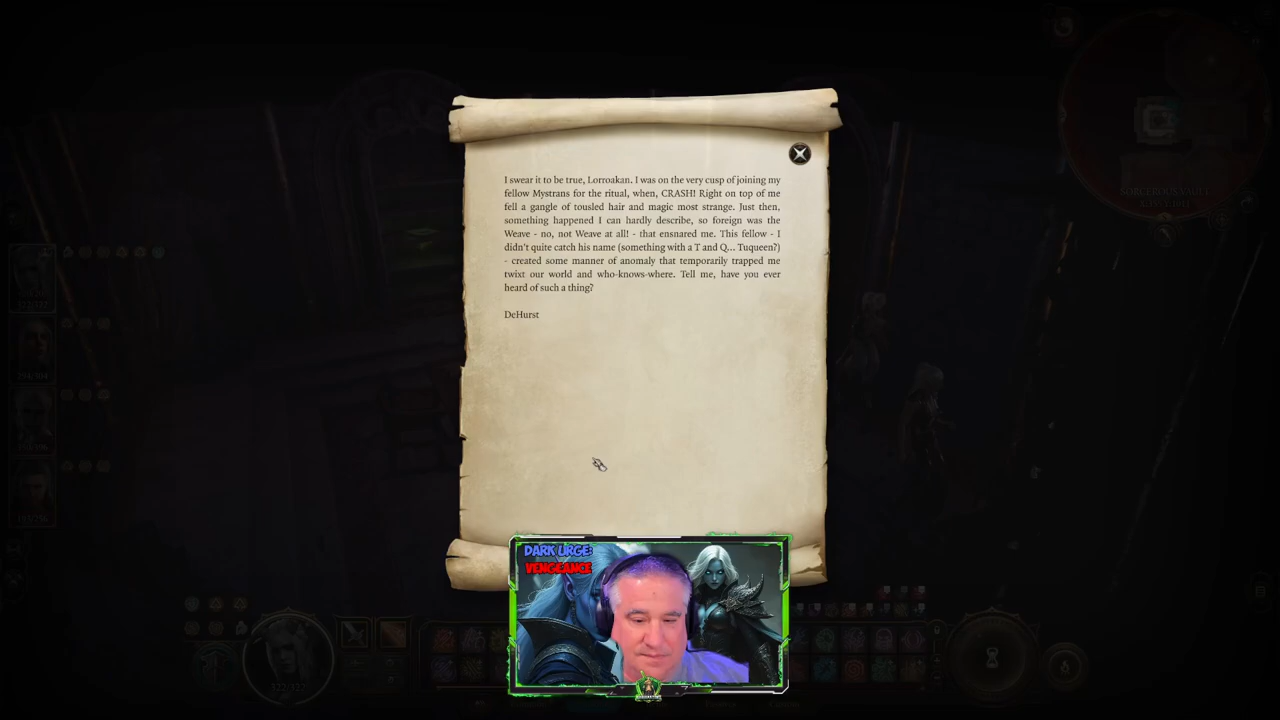 I swear it to be true, Lorroakan. I was on the very cusp of joining my
fellow Mystrans for the ritual, when, CRASH! Right on top of me
fell a gangle of tousled hair and magic most strange. Just then,
something happened I can hardly describe, so foreign was the
Weave - no, not Weave at all! - that ensnared me. This fellow - I
didn't quite catch his name (something with a T and Q... Tuqueen?)
- created some manner of anomaly that temporarily trapped me
twixt our world and who-knows-where. Tell me, have you ever
heard of such a thing?
DeHurst
DARK URGE:
VENGEANCE